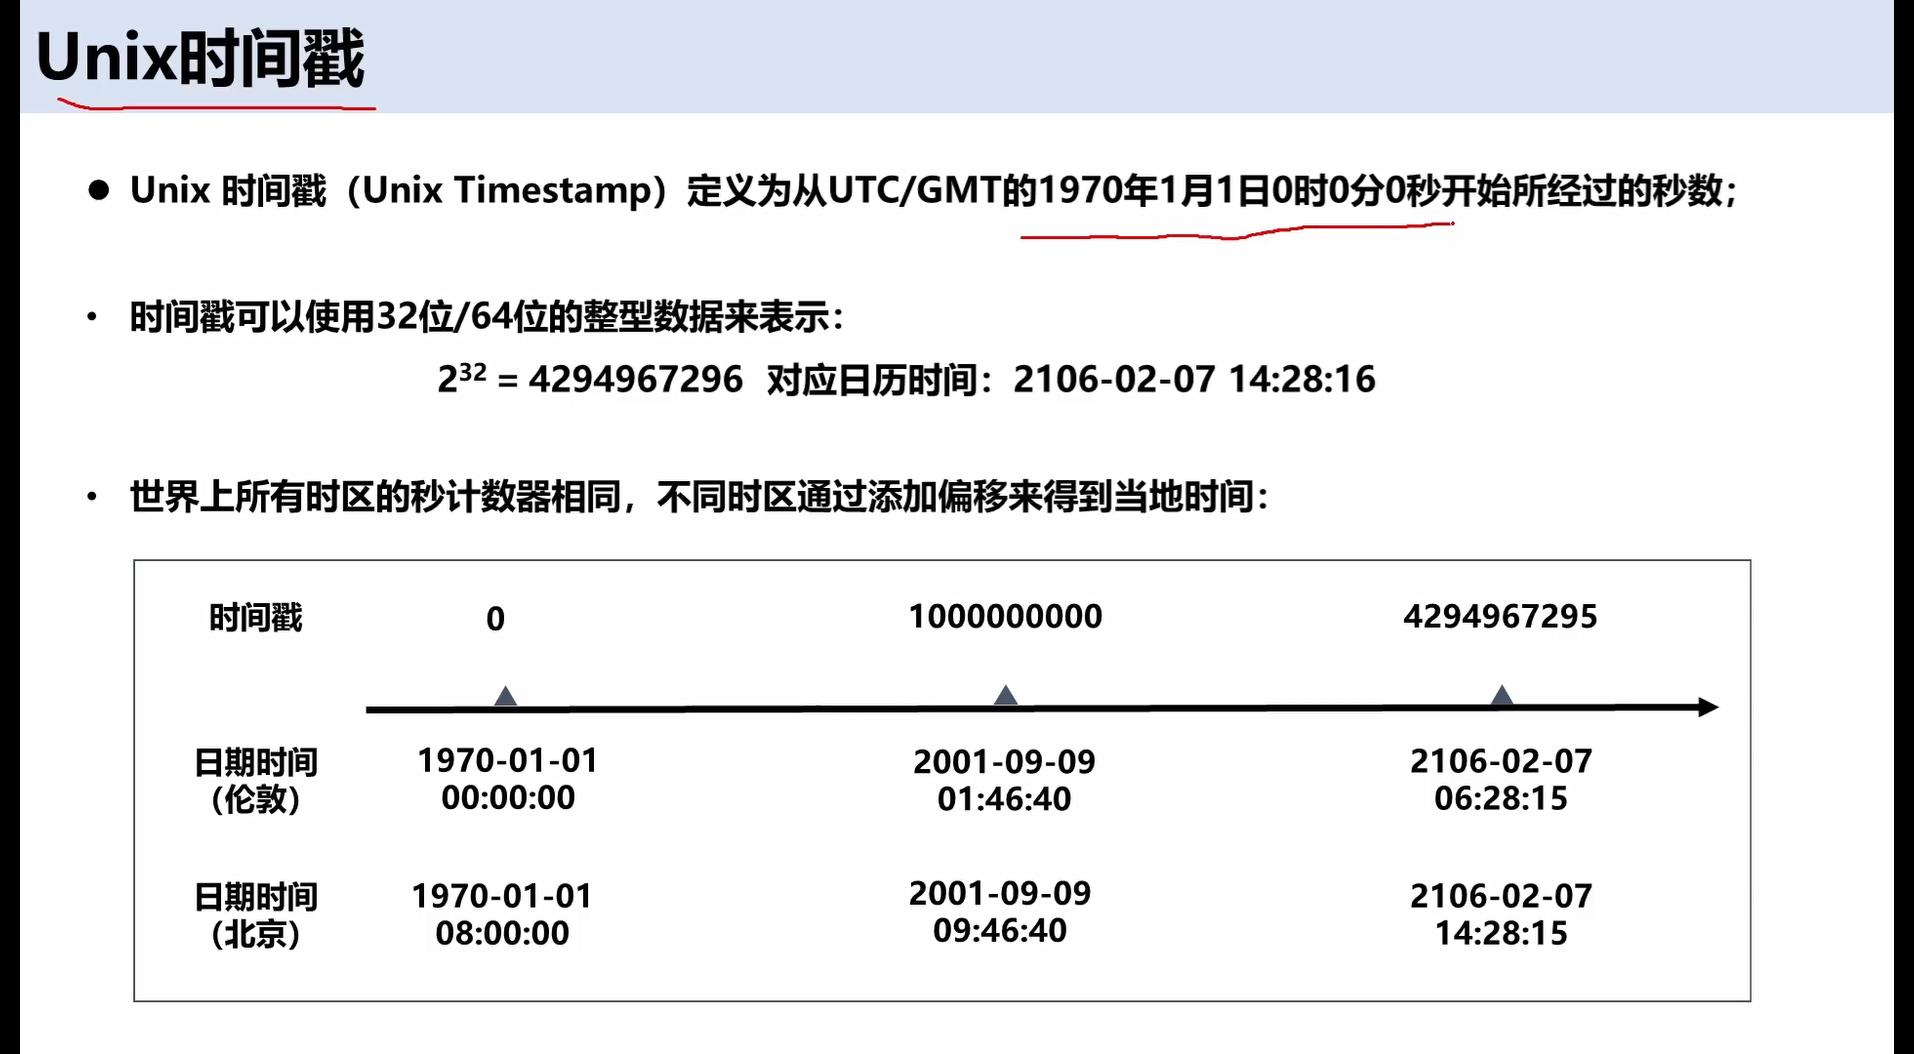 Unix时间戳
● Unix 时间戳（Unix Timestamp）定义为从UTC/GMT的1970年1月1日0时0分0秒开始所经过的秒数；
• 时间戳可以使用32位/64位的整型数据来表示：
2³² = 4294967296 对应日历时间：2106-02-07 14:28:16
• 世界上所有时区的秒计数器相同，不同时区通过添加偏移来得到当地时间：
时间戳 0 1000000000 4294967295
日期时间 1970-01-01 2001-09-09 2106-02-07
（伦敦） 00:00:00 01:46:40 06:28:15
日期时间 1970-01-01 2001-09-09 2106-02-07
（北京） 08:00:00 09:46:40 14:28:15